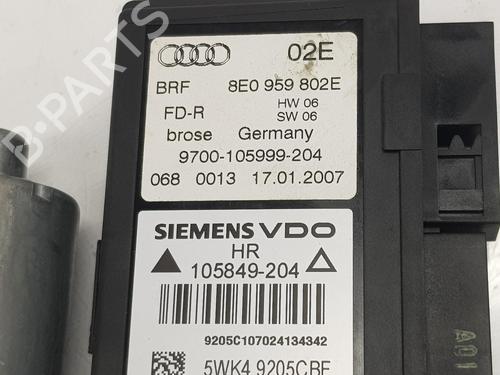 02E
BRF 8E0 959 802E
HW 06
FD-R
SW 06
brose Germany
9700-105999-204
068 0013 17.01.2007
SIEMENS VDO
HR
105849-204
9205C107024134342
5WK4 9205CBF
A01